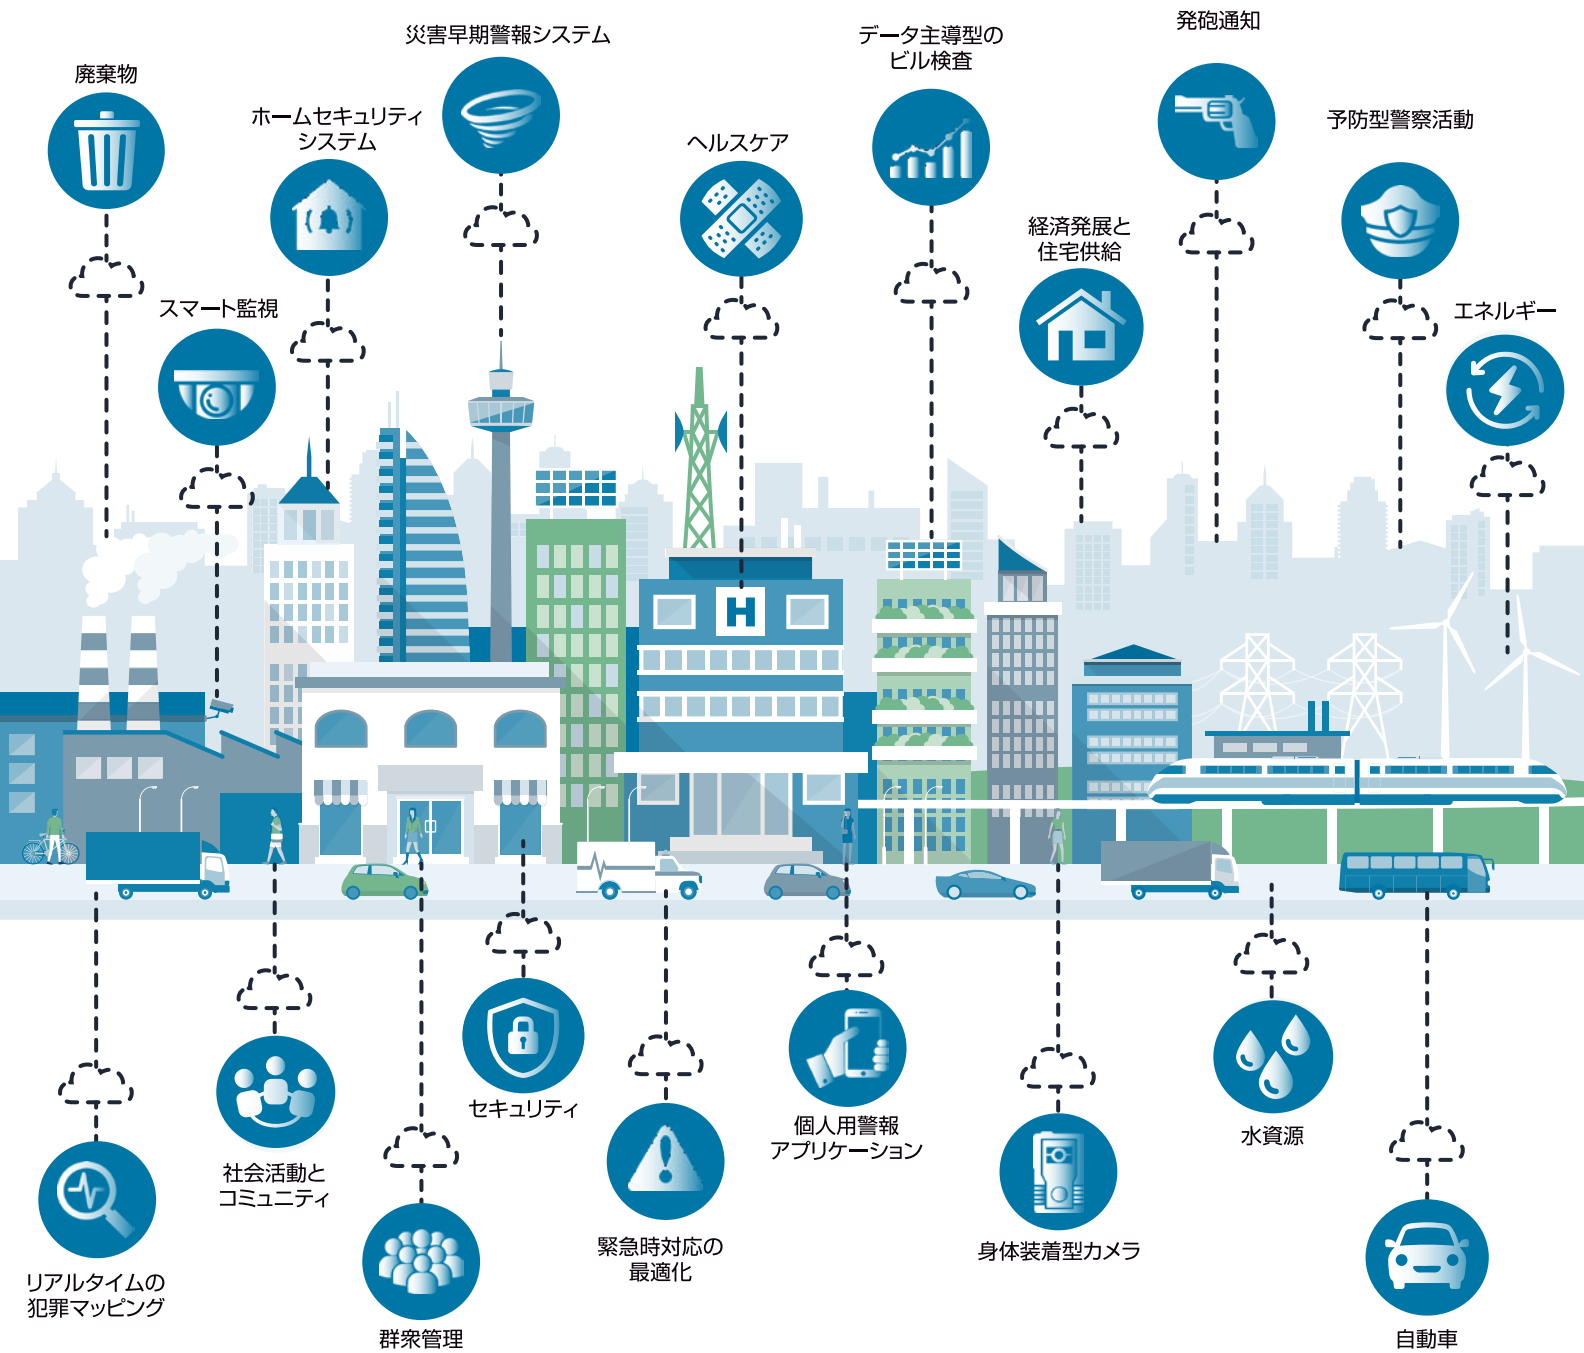 廃棄物
スマート監視
ホームセキュリティ
システム
災害早期警報システム
ヘルスケア
データ主導型の
ビル検査
経済発展と
住宅供給
発砲通知
予防型警察活動
エネルギー
H
リアルタイムの
犯罪マッピング
社会活動と
コミュニティ
群衆管理
セキュリティ
緊急時対応の
最適化
個人用警報
アプリケーション
身体装着型カメラ
水資源
自動車